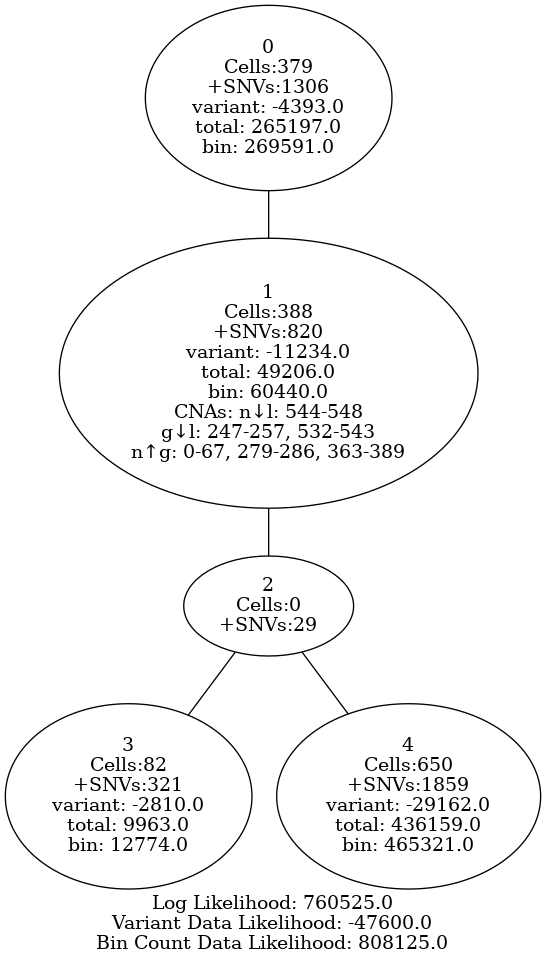 0
Cells:379
+SNVs:1306
variant: -4393.0
total: 265197.0
bin: 269591.0
1
Cells:388
+SNVs:820
variant: -11234.0
total: 49206.0
bin: 60440.0
CNAs: n↓l: 544-548
g↓l: 247-257, 532-543
n↑g: 0-67, 279-286, 363-389
2
Cells:0
+SNVs:29
3
Cells:82
+SNVs:321
variant: -2810.0
total: 9963.0
bin: 12774.0
4
Cells:650
+SNVs:1859
variant: -29162.0
total: 436159.0
bin: 465321.0
Log Likelihood: 760525.0
Variant Data Likelihood: -47600.0
Bin Count Data Likelihood: 808125.0